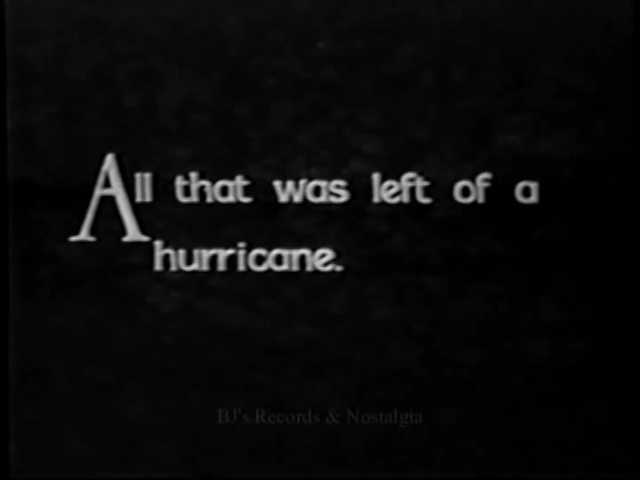 All that was left of a
hurricane.
BJ's Records & Nostalgia